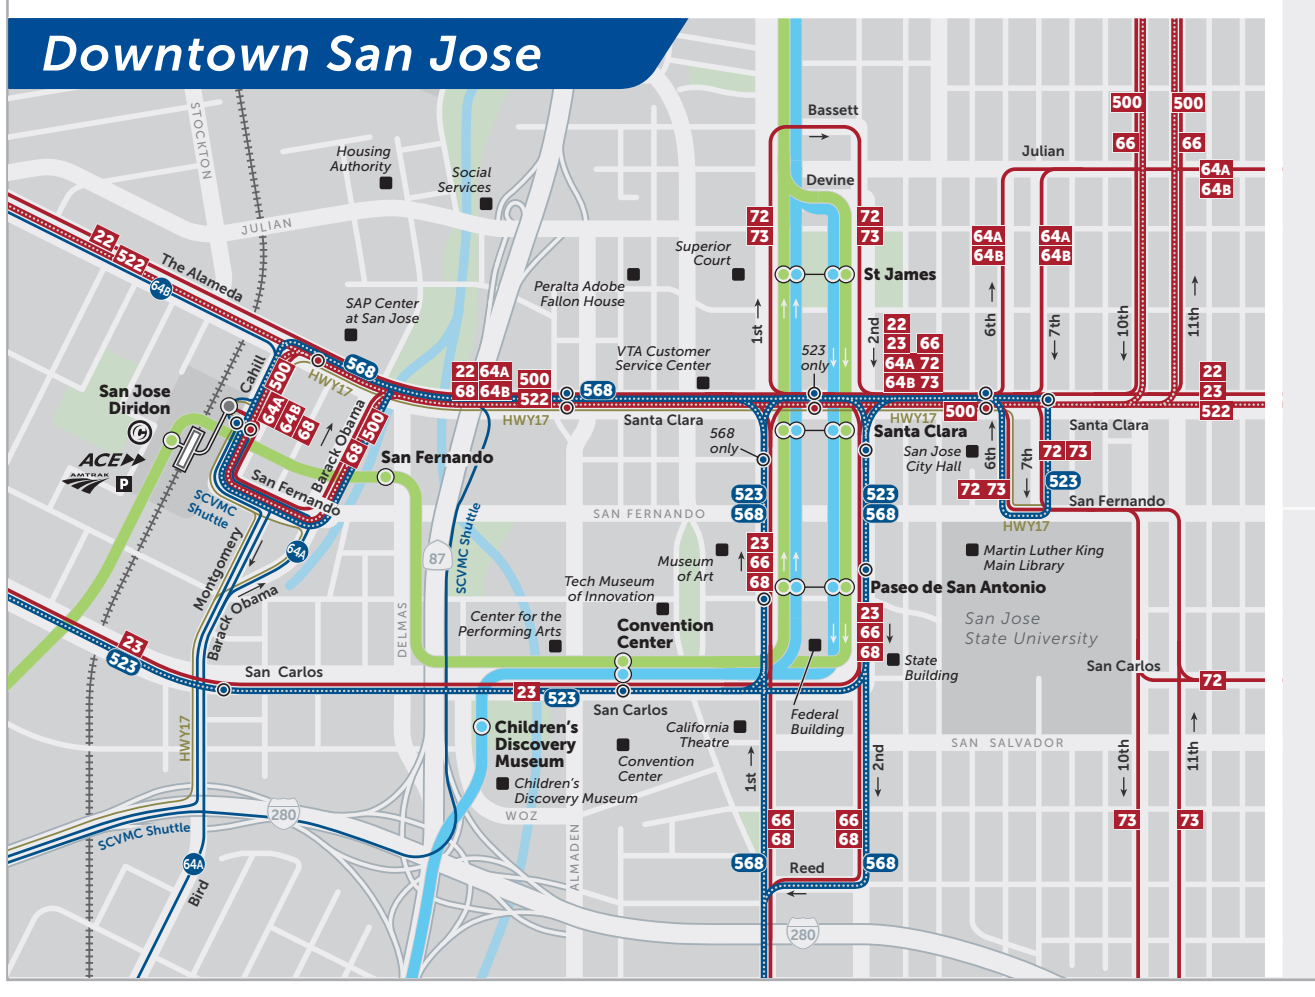 Downtown San Jose
STOCKTON
JULIAN
Housing
Authority
Social
Services
22
522
The Alameda
64B
SAP Center
at San Jose
Peralta Adobe
Fallon House
Superior
Court
VTA Customer
Service Center
Bassett
Devine
72
73
72
73
St James
1st
2nd
523
only
22
23 66
64A 72
64B 73
Julian
500
66
500
66
64A
64B
64A
64B
64A
64B
6th
7th
10th
11th
22
23
522
Cahill
500
64A
64B
68
HWY17
568
22 64A
68 64B
500
522
568
HWY17
Santa Clara
HWY17
500
Santa Clara
San Jose
Diridon
C
ACE
AMTRAK
P
Barack Obama
68
500
San Fernando
San Fernando
SCVMC
Shuttle
568
only
Santa Clara
San Jose
City Hall
6th
7th
72 73
523
72 73
San Fernando
HWY17
523
568
523
568
SAN FERNANDO
87
SCVMC Shuttle
64A
Montgomery
Barack Obama
23
66
68
Museum
of Art
Tech Museum
of Innovation
Center for the
Performing Arts
Convention
Center
Paseo de San Antonio
Martin Luther King
Main Library
San Jose
State University
23
66
68
State
Building
DELMAS
23
523
San Carlos
23
523
San Carlos
San Carlos
72
Children's
Discovery
Museum
Children's
Discovery Museum
Convention
Center
California
Theatre
Federal
Building
SAN SALVADOR
HWY17
1st
2nd
10th
11th
280
WOZ
ALMADEN
SCVMC Shuttle
64A
Bird
66
68
66
68
568
568
Reed
73
73
280